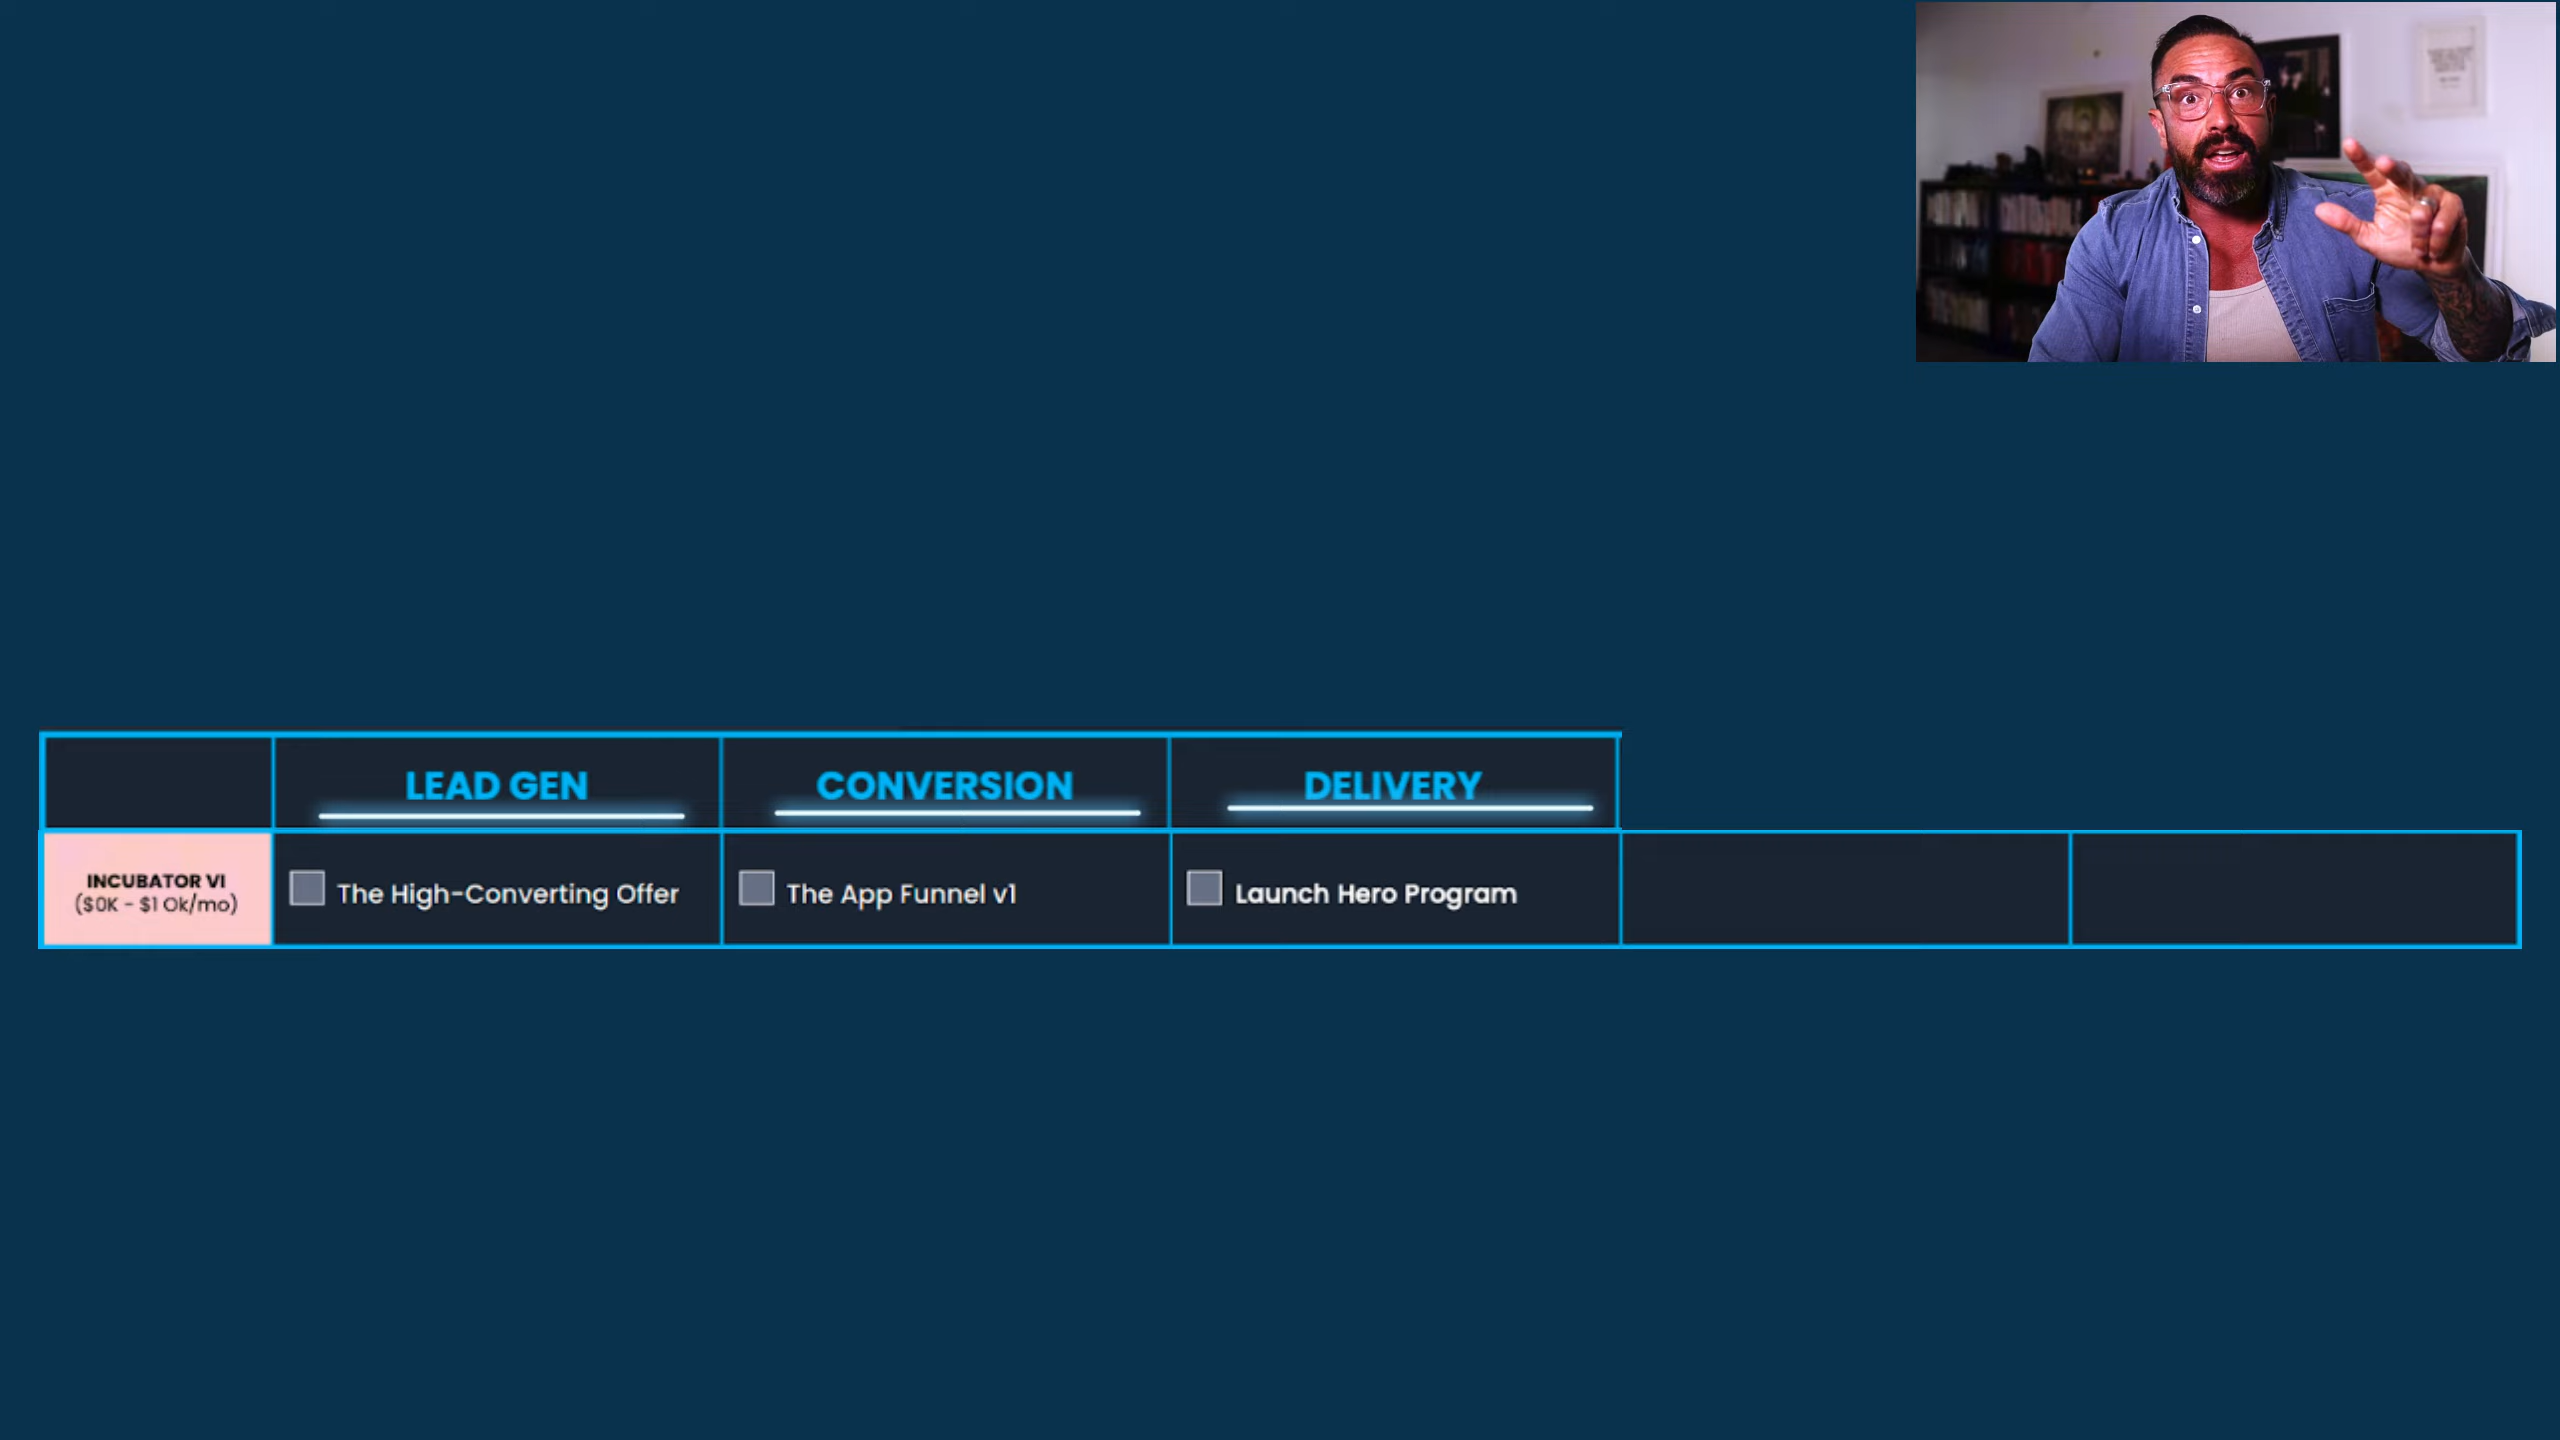 LEAD GEN
CONVERSION
DELIVERY
INCUBATOR VI
($0K - $1 0k/mo)
The High-Converting Offer
The App Funnel v1
Launch Hero Program